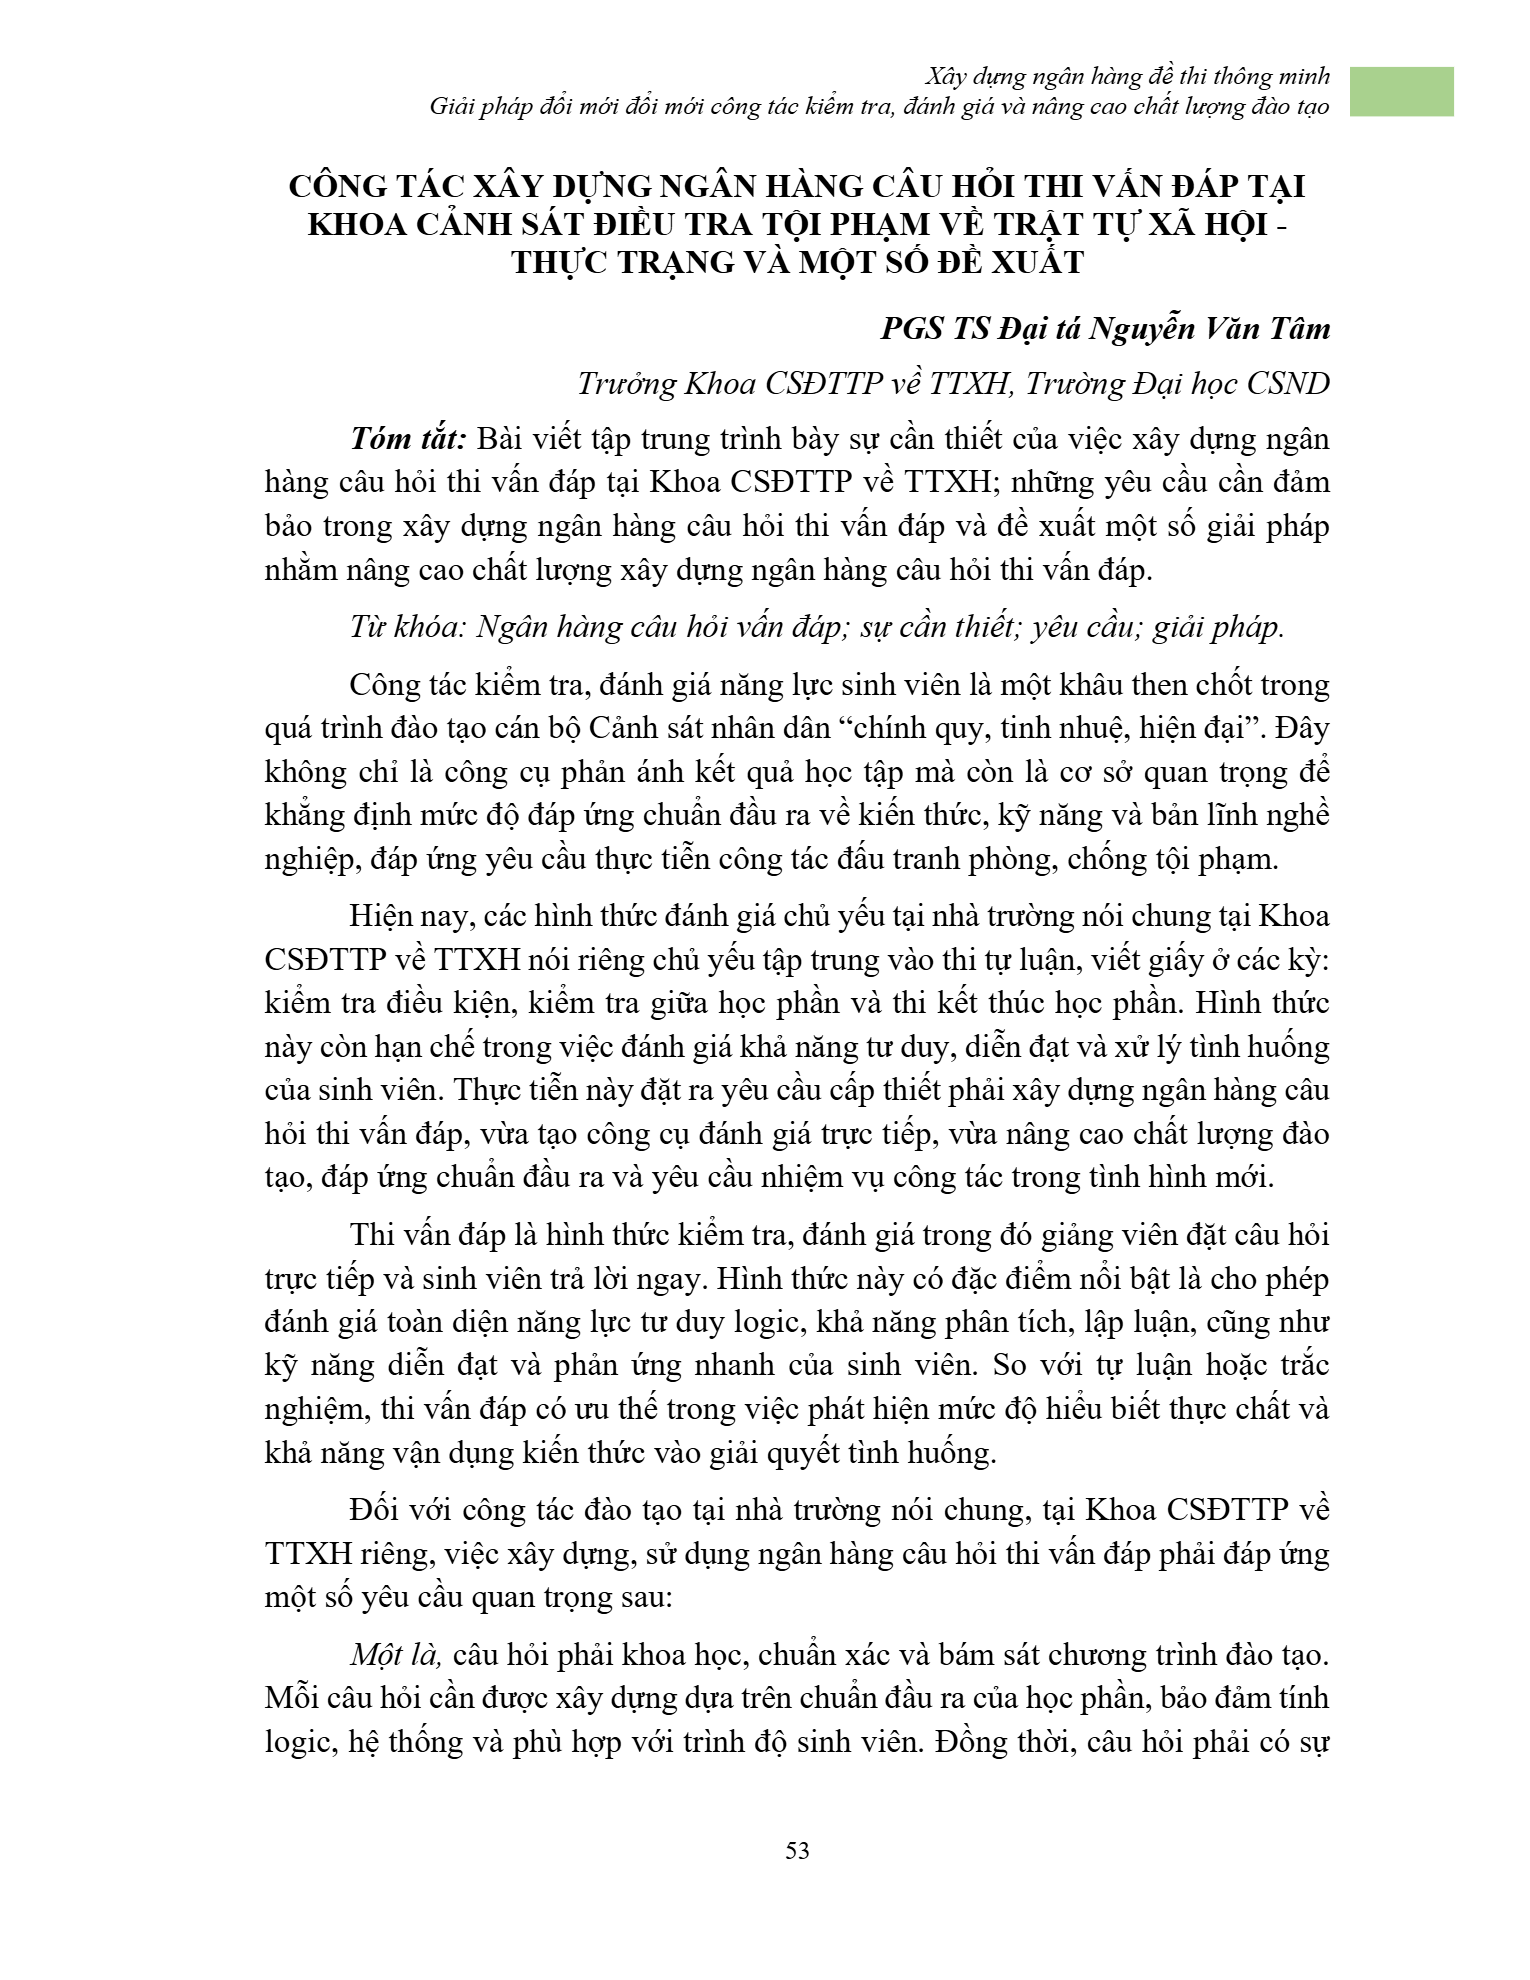 Xây dựng ngân hàng đề thi thông minh
Giải pháp đổi mới đổi mới công tác kiểm tra, đánh giá và nâng cao chất lượng đào tạo
CÔNG TÁC XÂY DỰNG NGÂN HÀNG CÂU HỎI THI VẤN ĐÁP TẠI
KHOA CẢNH SÁT ĐIỀU TRA TỘI PHẠM VỀ TRẬT TỰ XÃ HỘI -
THỰC TRẠNG VÀ MỘT SỐ ĐỀ XUẤT
PGS TS Đại tá Nguyễn Văn Tâm
Trưởng Khoa CSĐTTP về TTXH, Trường Đại học CSND
Tóm tắt: Bài viết tập trung trình bày sự cần thiết của việc xây dựng ngân
hàng câu hỏi thi vấn đáp tại Khoa CSĐTTP về TTXH; những yêu cầu cần đảm
bảo trong xây dựng ngân hàng câu hỏi thi vấn đáp và đề xuất một số giải pháp
nhằm nâng cao chất lượng xây dựng ngân hàng câu hỏi thi vấn đáp.
Từ khóa: Ngân hàng câu hỏi vấn đáp; sự cần thiết; yêu cầu; giải pháp.
Công tác kiểm tra, đánh giá năng lực sinh viên là một khâu then chốt trong
quá trình đào tạo cán bộ Cảnh sát nhân dân “chính quy, tinh nhuệ, hiện đại”. Đây
không chỉ là công cụ phản ánh kết quả học tập mà còn là cơ sở quan trọng để
khẳng định mức độ đáp ứng chuẩn đầu ra về kiến thức, kỹ năng và bản lĩnh nghề
nghiệp, đáp ứng yêu cầu thực tiễn công tác đấu tranh phòng, chống tội phạm.
Hiện nay, các hình thức đánh giá chủ yếu tại nhà trường nói chung tại Khoa
CSĐTTP về TTXH nói riêng chủ yếu tập trung vào thi tự luận, viết giấy ở các kỳ:
kiểm tra điều kiện, kiểm tra giữa học phần và thi kết thúc học phần. Hình thức
này còn hạn chế trong việc đánh giá khả năng tư duy, diễn đạt và xử lý tình huống
của sinh viên. Thực tiễn này đặt ra yêu cầu cấp thiết phải xây dựng ngân hàng câu
hỏi thi vấn đáp, vừa tạo công cụ đánh giá trực tiếp, vừa nâng cao chất lượng đào
tạo, đáp ứng chuẩn đầu ra và yêu cầu nhiệm vụ công tác trong tình hình mới.
Thi vấn đáp là hình thức kiểm tra, đánh giá trong đó giảng viên đặt câu hỏi
trực tiếp và sinh viên trả lời ngay. Hình thức này có đặc điểm nổi bật là cho phép
đánh giá toàn diện năng lực tư duy logic, khả năng phân tích, lập luận, cũng như
kỹ năng diễn đạt và phản ứng nhanh của sinh viên. So với tự luận hoặc trắc
nghiệm, thi vấn đáp có ưu thế trong việc phát hiện mức độ hiểu biết thực chất và
khả năng vận dụng kiến thức vào giải quyết tình huống.
Đối với công tác đào tạo tại nhà trường nói chung, tại Khoa CSĐTTP về
TTXH riêng, việc xây dựng, sử dụng ngân hàng câu hỏi thi vấn đáp phải đáp ứng
một số yêu cầu quan trọng sau:
Một là, câu hỏi phải khoa học, chuẩn xác và bám sát chương trình đào tạo.
Mỗi câu hỏi cần được xây dựng dựa trên chuẩn đầu ra của học phần, bảo đảm tính
logic, hệ thống và phù hợp với trình độ sinh viên. Đồng thời, câu hỏi phải có sự
53